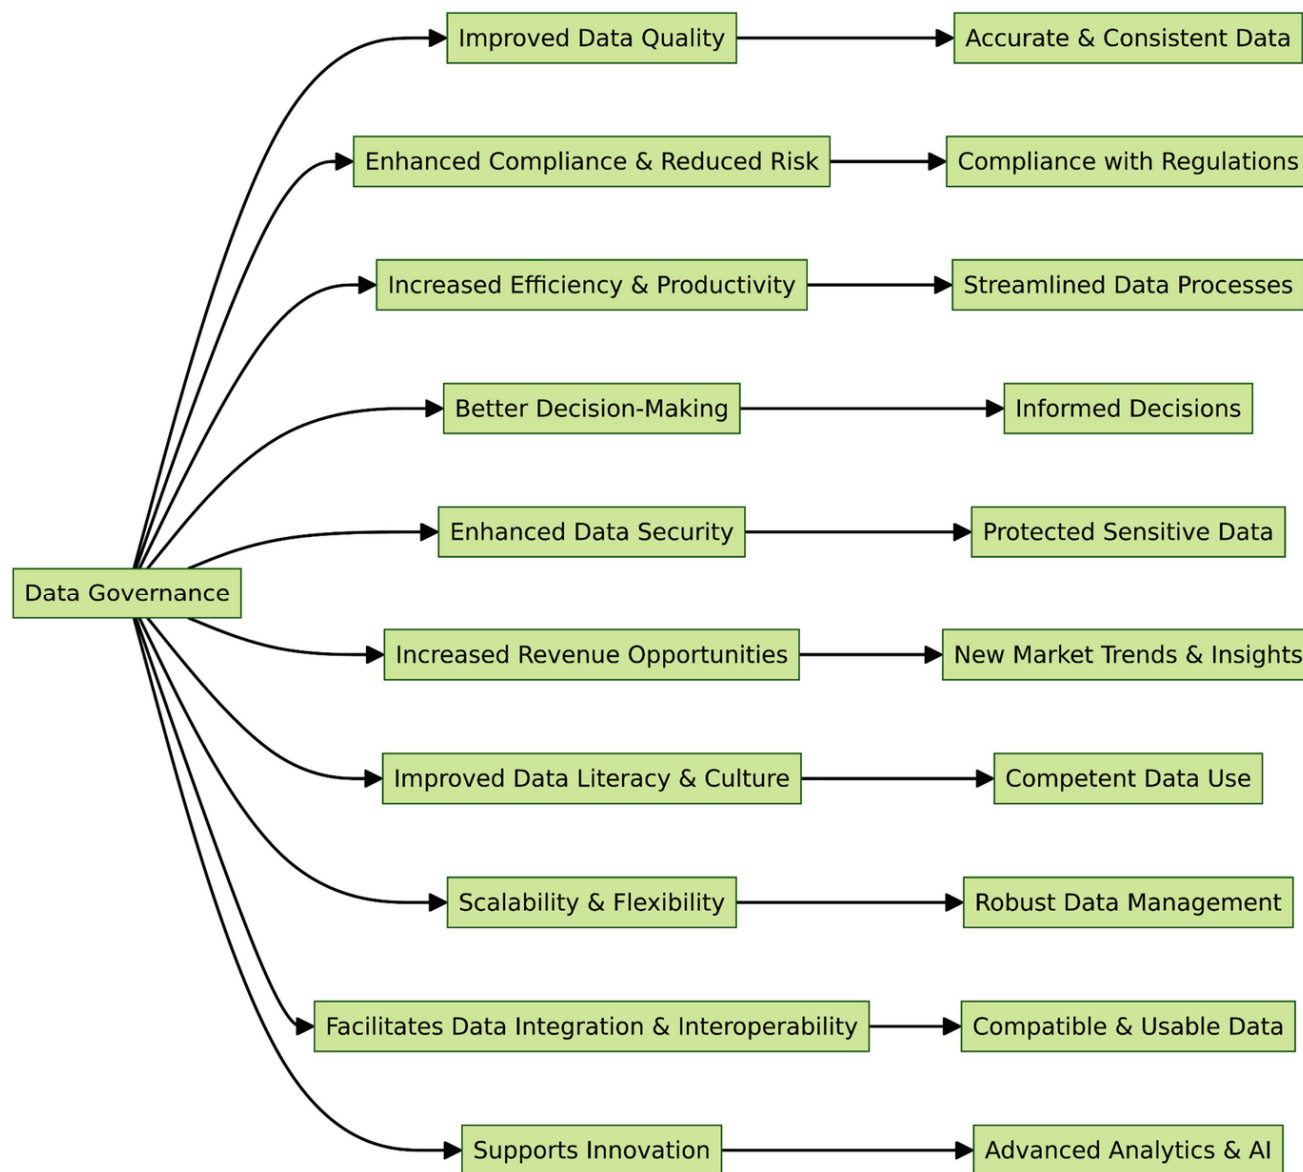 Improved Data Quality
Accurate & Consistent Data
Enhanced Compliance & Reduced Risk
Compliance with Regulations
Increased Efficiency & Productivity
Streamlined Data Processes
Better Decision-Making
Informed Decisions
Enhanced Data Security
Protected Sensitive Data
Data Governance
Increased Revenue Opportunities
New Market Trends & Insights
Improved Data Literacy & Culture
Competent Data Use
Scalability & Flexibility
Robust Data Management
Facilitates Data Integration & Interoperability
Compatible & Usable Data
Supports Innovation
Advanced Analytics & AI